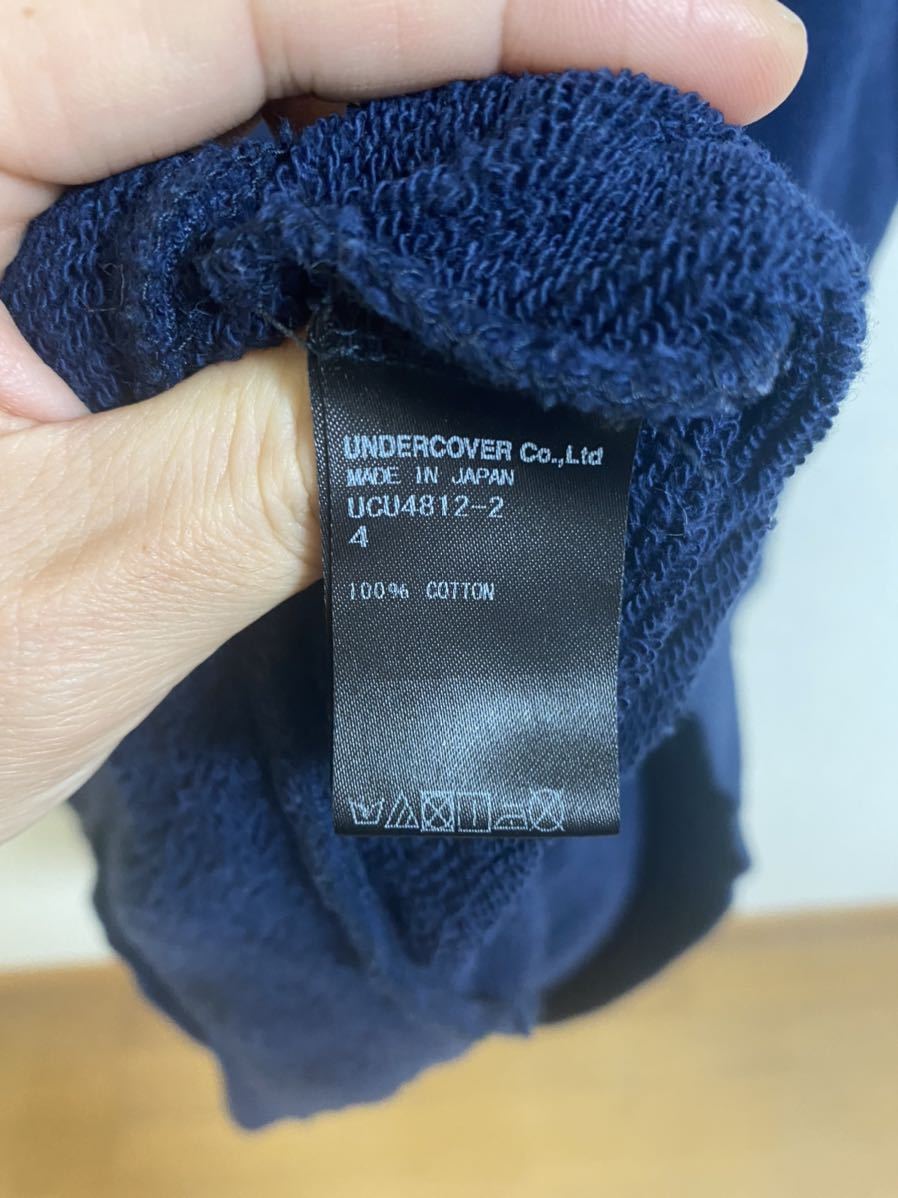 UNDERCOVER Co.,Ltd
MADE IN JAPAN
UCU4812-2
4
100% COTTON